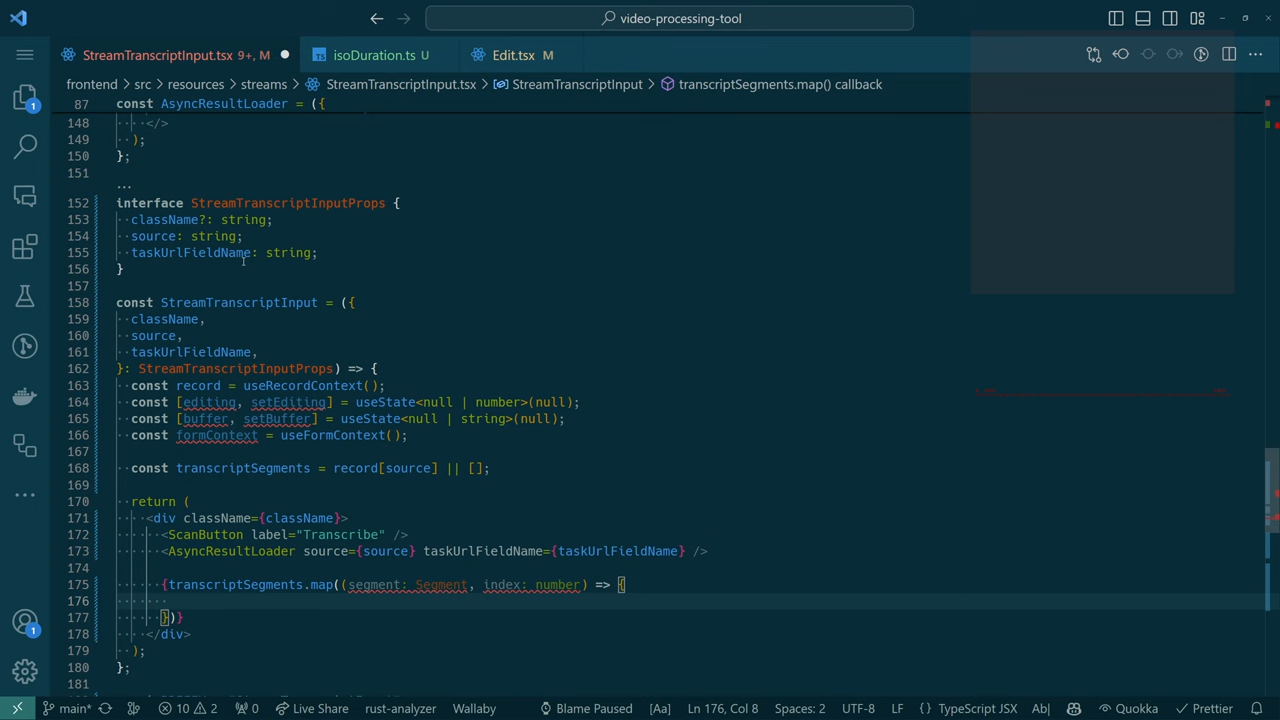 video-processing-tool
StreamTranscriptInput.tsx 9+, M
isoDuration.ts U
Edit.tsx M
frontend > src > resources > streams > StreamTranscriptInput.tsx > StreamTranscriptInput > transcriptSegments.map() callback
87 const AsyncResultLoader = ({
148 </>
149 );
150 };
151
...
152 interface StreamTranscriptInputProps {
153 className?: string;
154 source: string;
155 taskUrlFieldName: string;
156 }
157
158 const StreamTranscriptInput = ({
159 className,
160 source,
161 taskUrlFieldName,
162 }: StreamTranscriptInputProps) => {
163 const record = useRecordContext();
164 const [editing, setEditing] = useState<null | number>(null);
165 const [buffer, setBuffer] = useState<null | string>(null);
166 const formContext = useFormContext();
167
168 const transcriptSegments = record[source] || [];
169
170 return (
171 <div className={className}>
172 <ScanButton label="Transcribe" />
173 <AsyncResultLoader source={source} taskUrlFieldName={taskUrlFieldName} />
174
175 {transcriptSegments.map((segment: Segment, index: number) => {
176
177 })}
178 </div>
179 );
180 };
181
1
1
main* 10 2 0 Live Share rust-analyzer Wallaby Blame Paused [Aa] Ln 176, Col 8 Spaces: 2 UTF-8 LF {} TypeScript JSX Ab| Quokka Prettier